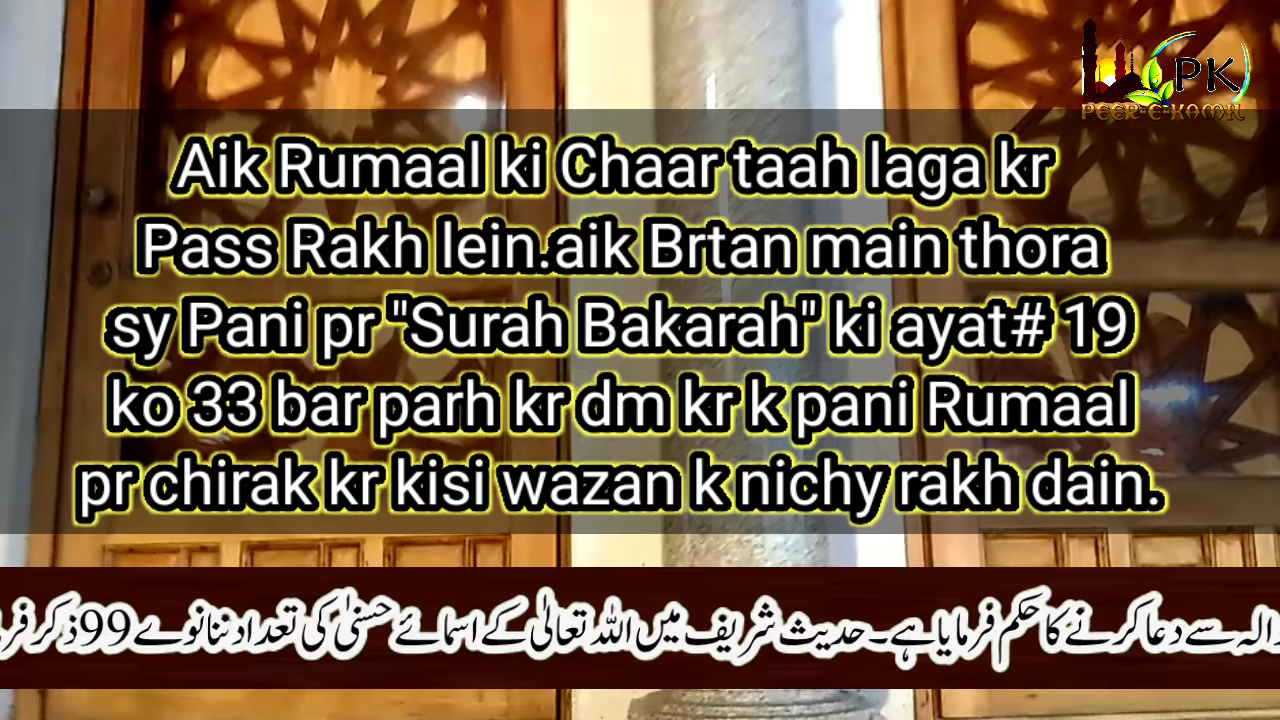 PK
PEER-E-KAMIL
Aik Rumaal ki Chaar taah laga kr
Pass Rakh lein.aik Brtan main thora
sy Pani pr "Surah Bakarah" ki ayat# 19
ko 33 bar parh kr dm kr k pani Rumaal
pr chirak kr kisi wazan k nichy rakh dain.
الہ سے دعا کرنے کا حکم فرمایا ہے۔ حدیث شریف میں اللہ تعالٰی کے اسمائے حسنیٰ کی تعداد ننانوے 99 ذکر فر